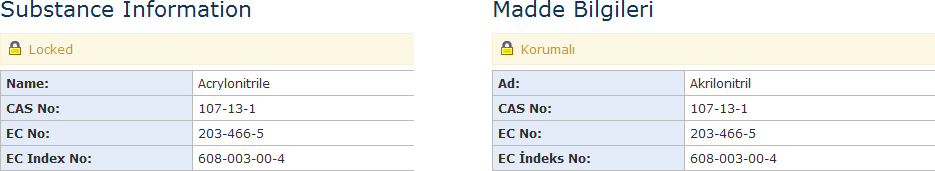 Substance Information
Locked
Name: Acrylonitrile
CAS No: 107-13-1
EC No: 203-466-5
EC Index No: 608-003-00-4
Madde Bilgileri
Korumalı
Ad: Akrilonitril
CAS No: 107-13-1
EC No: 203-466-5
EC İndeks No: 608-003-00-4